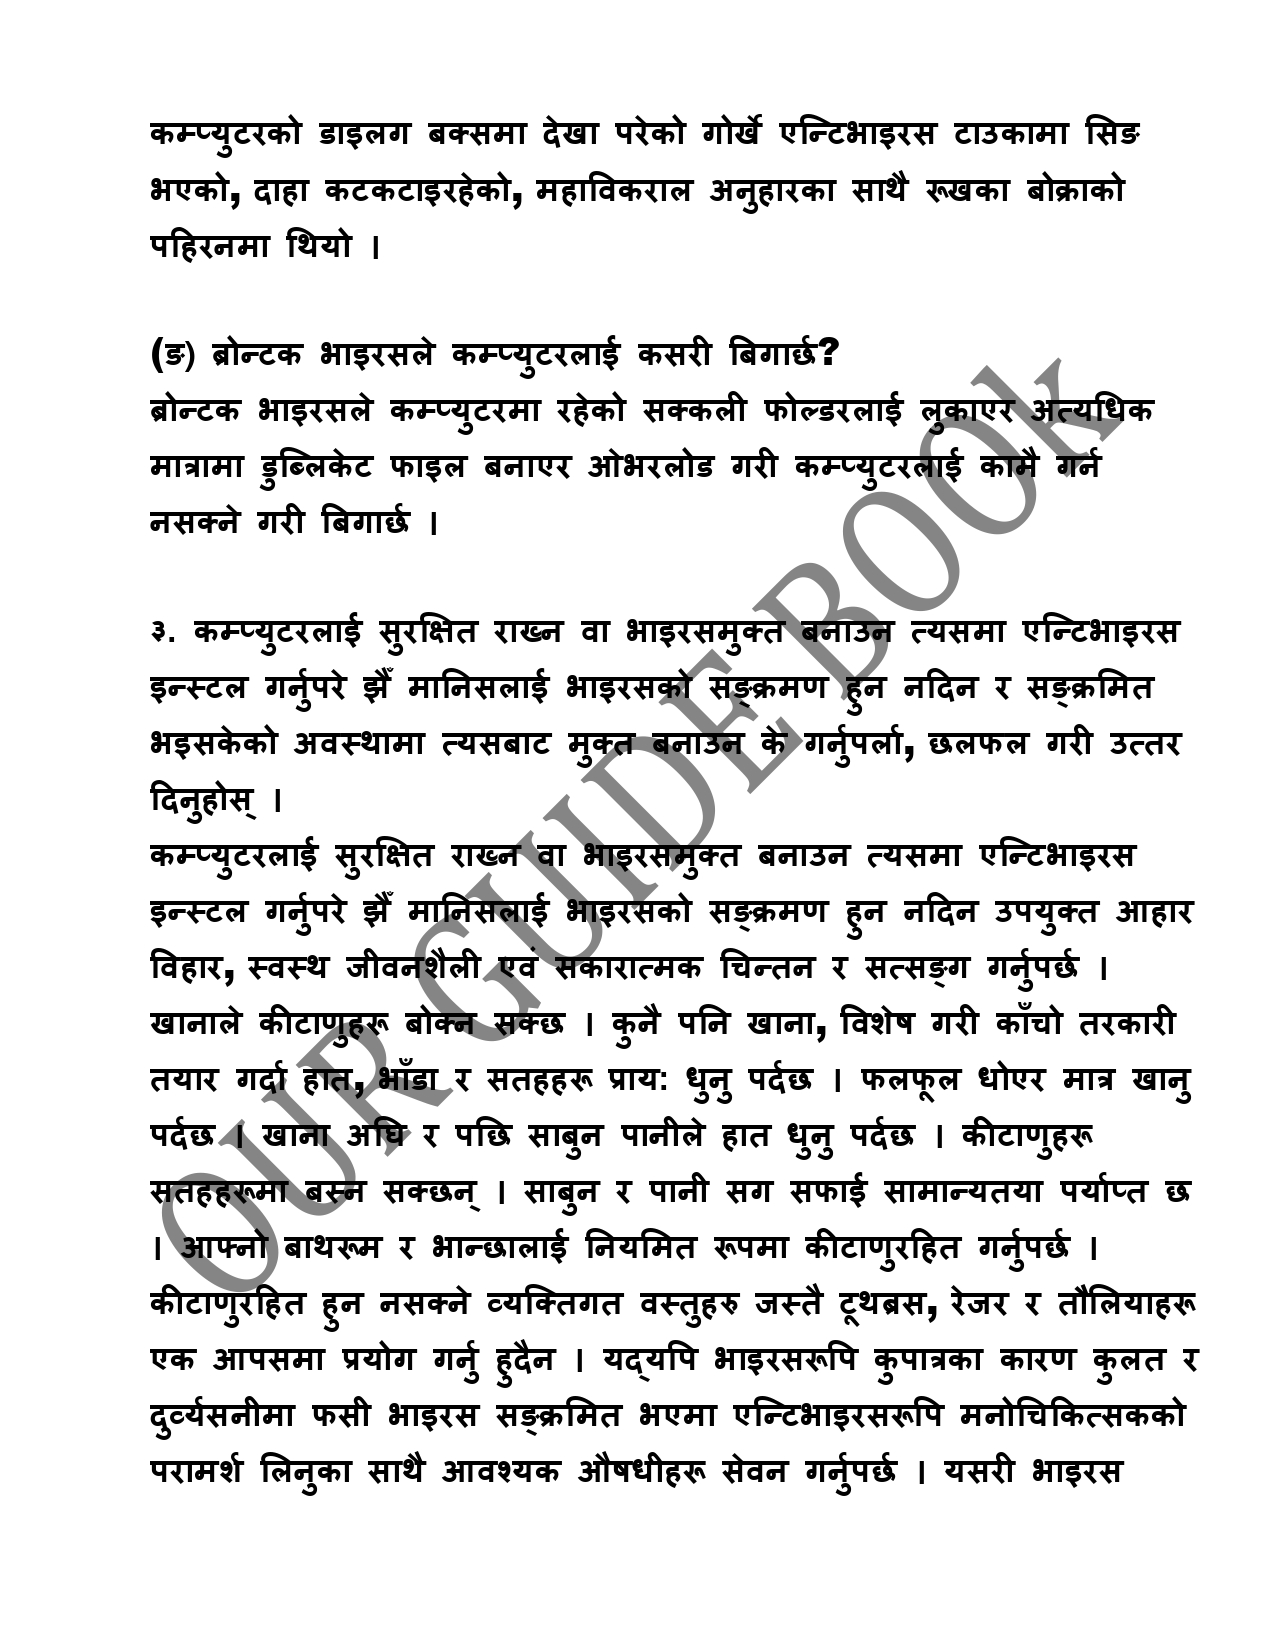 कम्प्युटरको डाइलग बक्समा देखा परेको गोर्खे एन्टिभाइरस टाउकामा सिङ
भएको, दाहा कटकटाइरहेको, महाविकराल अनुहारका साथै रूखका बोक्राको
पहिरनमा थियो ।
(ङ) ब्रोन्टक भाइरसले कम्प्युटरलाई कसरी बिगार्छ?
ब्रोन्टक भाइरसले कम्प्युटरमा रहेको सक्कली फोल्डरलाई लुकाएर अत्यधिक
मात्रामा डुब्लिकेट फाइल बनाएर ओभरलोड गरी कम्प्युटरलाई कामै गर्न
नसक्ने गरी बिगार्छ ।
३. कम्प्युटरलाई सुरक्षित राख्न वा भाइरसमुक्त बनाउन त्यसमा एन्टिभाइरस
इन्स्टल गर्नुपरे झैँ मानिसलाई भाइरसको सङ्क्रमण हुन नदिन र सङ्क्रमित
भइसकेको अवस्थामा त्यसबाट मुक्त बनाउन के गर्नुपर्ला, छलफल गरी उत्तर
दिनुहोस् ।
कम्प्युटरलाई सुरक्षित राख्न वा भाइरसमुक्त बनाउन त्यसमा एन्टिभाइरस
इन्स्टल गर्नुपरे झैँ मानिसलाई भाइरसको सङ्क्रमण हुन नदिन उपयुक्त आहार
विहार, स्वस्थ जीवनशैली एवं सकारात्मक चिन्तन र सत्सङ्ग गर्नुपर्छ ।
खानाले कीटाणुहरू बोक्न सक्छ । कुनै पनि खाना, विशेष गरी काँचो तरकारी
तयार गर्दा हात, भाँडा र सतहहरू प्राय: धुनु पर्दछ । फलफूल धोएर मात्र खानु
पर्दछ । खाना अघि र पछि साबुन पानीले हात धुनु पर्दछ । कीटाणुहरू
सतहहरूमा बस्न सक्छन् । साबुन र पानी सग सफाई सामान्यतया पर्याप्त छ
। आफ्नो बाथरूम र भान्छालाई नियमित रूपमा कीटाणुरहित गर्नुपर्छ ।
कीटाणुरहित हुन नसक्ने व्यक्तिगत वस्तुहरु जस्तै टूथब्रस, रेजर र तौलियाहरू
एक आपसमा प्रयोग गर्नु हुदैन । यद्यपि भाइरसरूपि कुपात्रका कारण कुलत र
दुर्व्यसनीमा फसी भाइरस सङ्क्रमित भएमा एन्टिभाइरसरूपि मनोचिकित्सकको
परामर्श लिनुका साथै आवश्यक औषधीहरू सेवन गर्नुपर्छ । यसरी भाइरस
OUR GUIDE BOOk